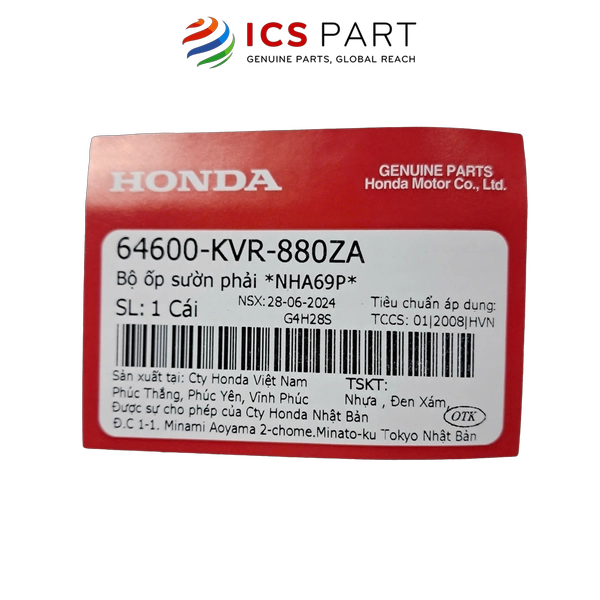 ICS PART
GENUINE PARTS, GLOBAL REACH
HONDA
GENUINE PARTS
Honda Motor Co., Ltd.
64600-KVR-880ZA
Bộ ốp sườn phải *NHA69P*
SL: 1 Cái
NSX:28-06-2024
G4H28S
Tiêu chuẩn áp dụng:
TCCS: 01|2008|HVN
Sản xuất tại: Cty Honda Việt Nam
Phúc Thắng, Phúc Yên, Vĩnh Phúc
Được sự cho phép của Cty Honda Nhật Bản
Đ.C 1-1. Minami Aoyama 2-chome.Minato-ku Tokyo Nhật Bản
TSKT:
Nhựa , Đen Xám,
OTK